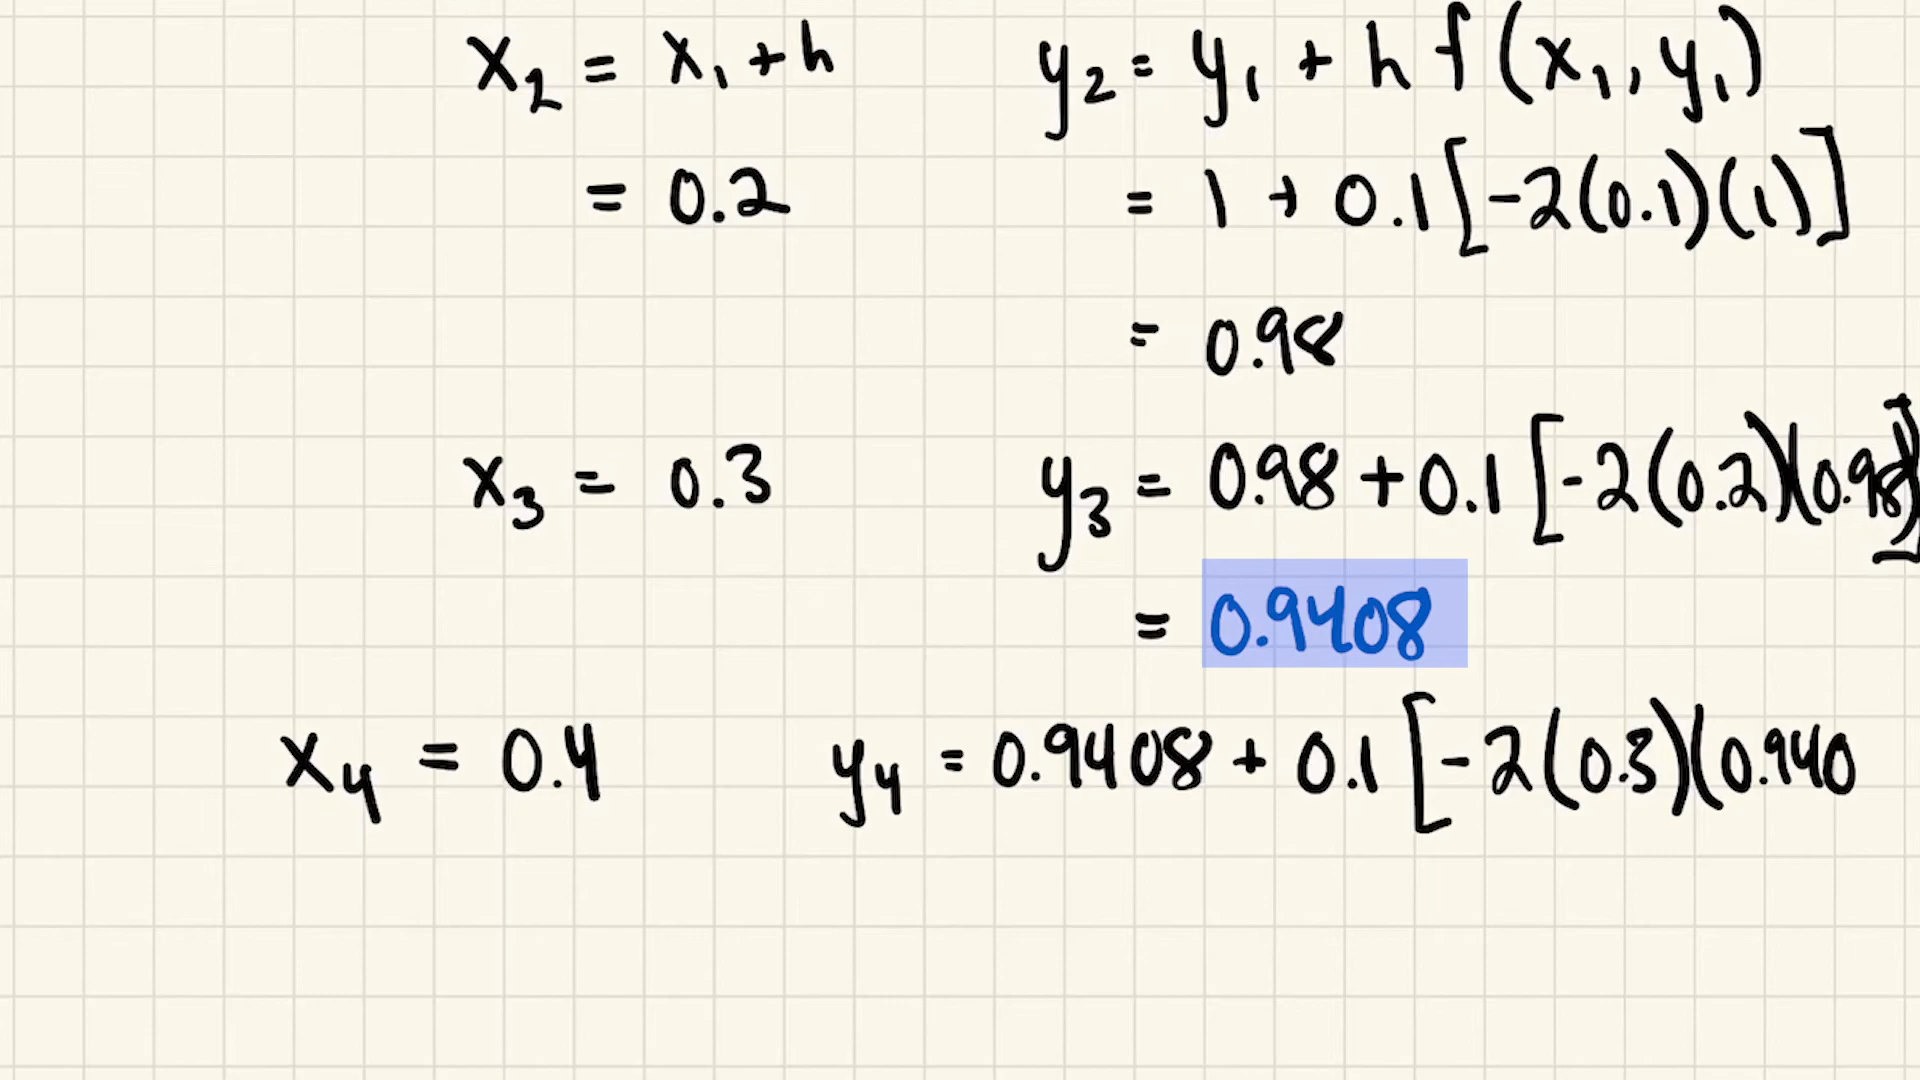 x₂ = x₁ + h y₂ = y₁ + h f(x₁, y₁)
= 0.2 = 1 + 0.1[-2(0.1)(1)]
= 0.98
x₃ = 0.3 y₃ = 0.98 + 0.1[-2(0.2)(0.98)]
= 0.9408
x₄ = 0.4 y₄ = 0.9408 + 0.1[-2(0.3)(0.940